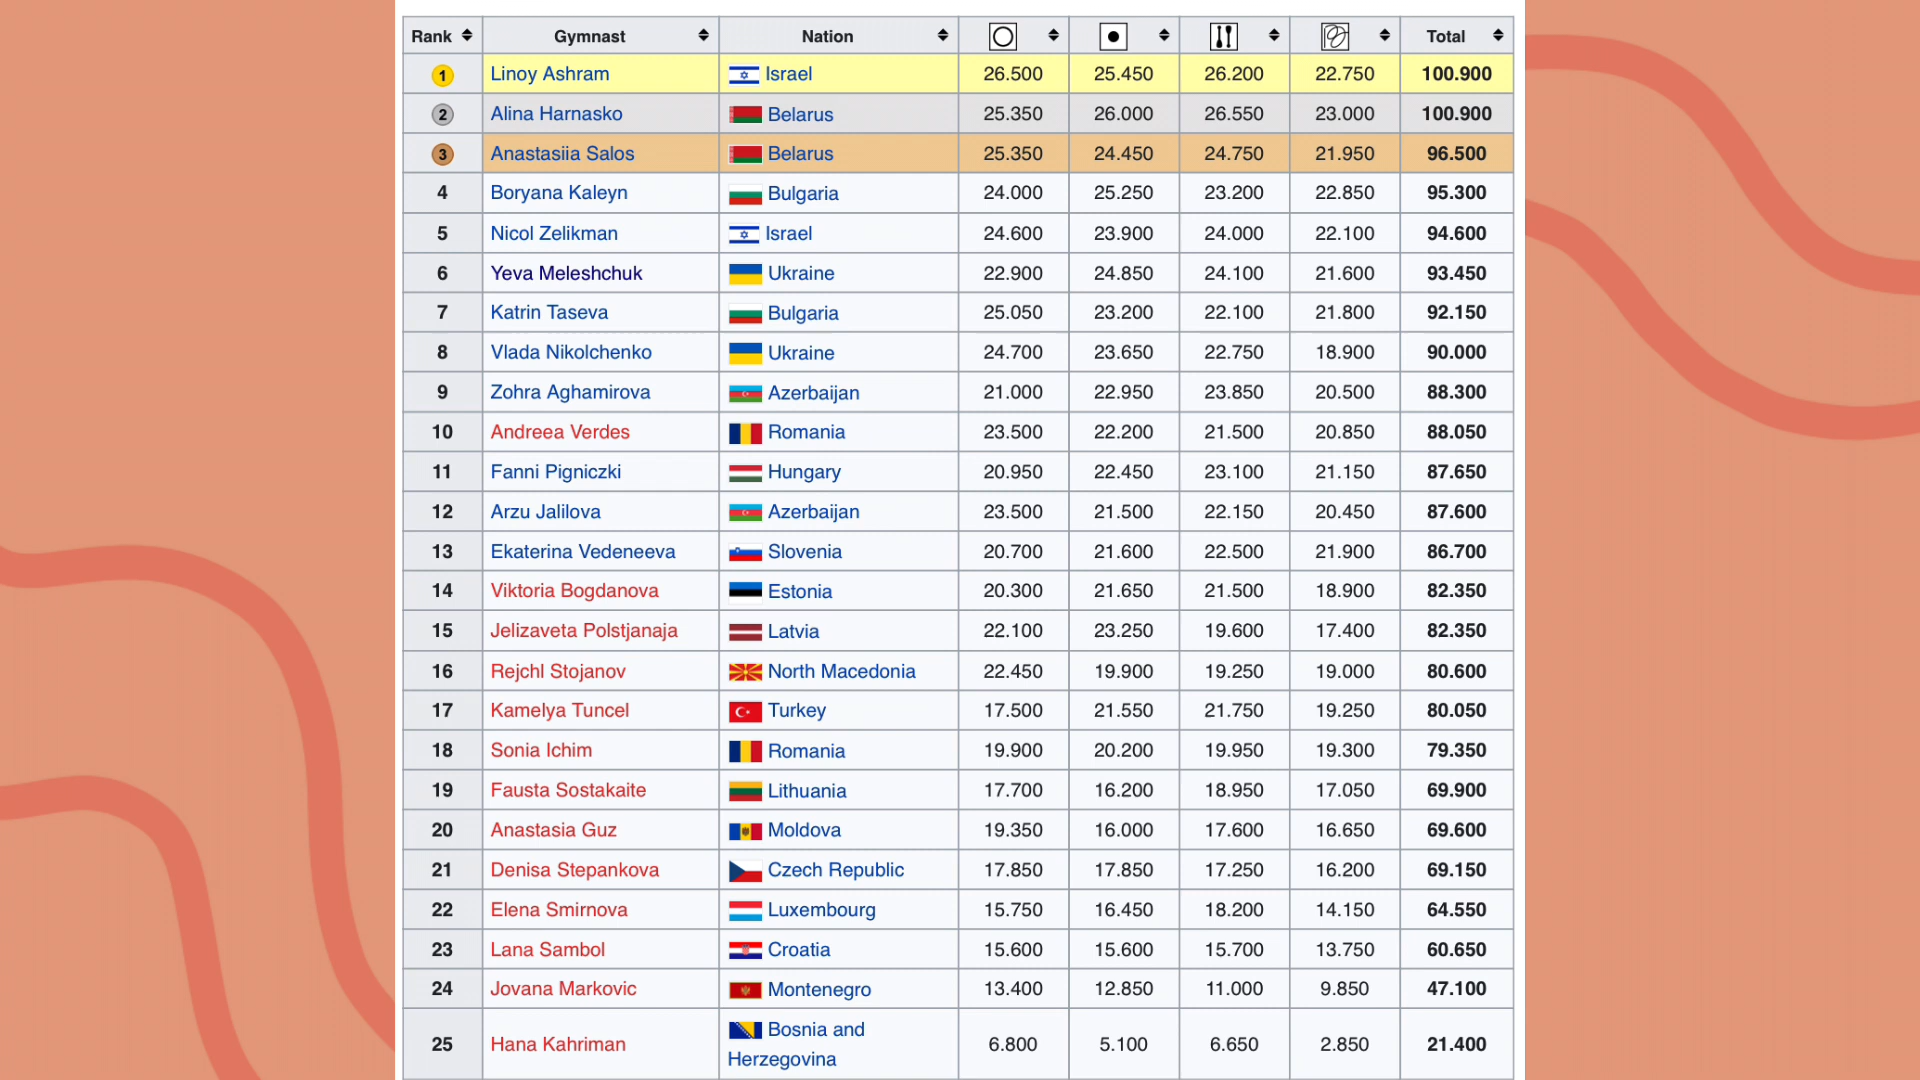 Rank Gymnast Nation Total
1 Linoy Ashram Israel 26.500 25.450 26.200 22.750 100.900
2 Alina Harnasko Belarus 25.350 26.000 26.550 23.000 100.900
3 Anastasiia Salos Belarus 25.350 24.450 24.750 21.950 96.500
4 Boryana Kaleyn Bulgaria 24.000 25.250 23.200 22.850 95.300
5 Nicol Zelikman Israel 24.600 23.900 24.000 22.100 94.600
6 Yeva Meleshchuk Ukraine 22.900 24.850 24.100 21.600 93.450
7 Katrin Taseva Bulgaria 25.050 23.200 22.100 21.800 92.150
8 Vlada Nikolchenko Ukraine 24.700 23.650 22.750 18.900 90.000
9 Zohra Aghamirova Azerbaijan 21.000 22.950 23.850 20.500 88.300
10 Andreea Verdes Romania 23.500 22.200 21.500 20.850 88.050
11 Fanni Pigniczki Hungary 20.950 22.450 23.100 21.150 87.650
12 Arzu Jalilova Azerbaijan 23.500 21.500 22.150 20.450 87.600
13 Ekaterina Vedeneeva Slovenia 20.700 21.600 22.500 21.900 86.700
14 Viktoria Bogdanova Estonia 20.300 21.650 21.500 18.900 82.350
15 Jelizaveta Polstjanaja Latvia 22.100 23.250 19.600 17.400 82.350
16 Rejchl Stojanov North Macedonia 22.450 19.900 19.250 19.000 80.600
17 Kamelya Tuncel Turkey 17.500 21.550 21.750 19.250 80.050
18 Sonia Ichim Romania 19.900 20.200 19.950 19.300 79.350
19 Fausta Sostakaite Lithuania 17.700 16.200 18.950 17.050 69.900
20 Anastasia Guz Moldova 19.350 16.000 17.600 16.650 69.600
21 Denisa Stepankova Czech Republic 17.850 17.850 17.250 16.200 69.150
22 Elena Smirnova Luxembourg 15.750 16.450 18.200 14.150 64.550
23 Lana Sambol Croatia 15.600 15.600 15.700 13.750 60.650
24 Jovana Markovic Montenegro 13.400 12.850 11.000 9.850 47.100
25 Hana Kahriman Bosnia and
Herzegovina 6.800 5.100 6.650 2.850 21.400